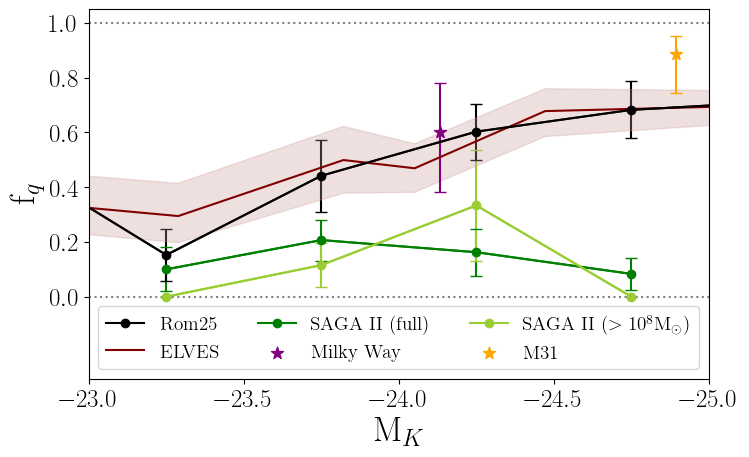 1.0
0.8
0.6
0.4
0.2
0.0
f_q
Rom25
SAGA II (full)
SAGA II (> 10^8 M_⊙)
ELVES
Milky Way
M31
−23.0
−23.5
−24.0
−24.5
−25.0
M_K